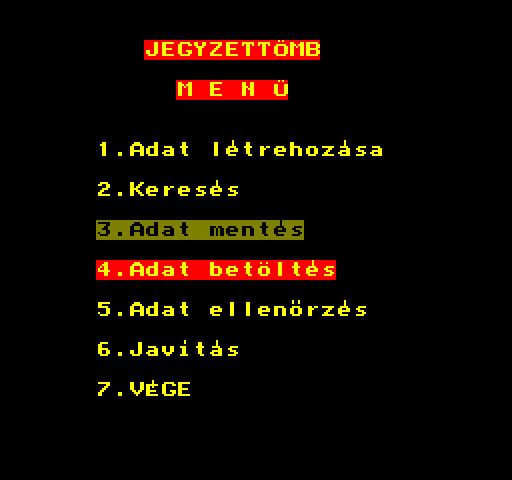 JEGYZETTÖMB
M E N Ü
1.Adat létrehozása
2.Keresés
3.Adat mentés
4.Adat betöltés
5.Adat ellenörzés
6.Javitás
7.VÉGE